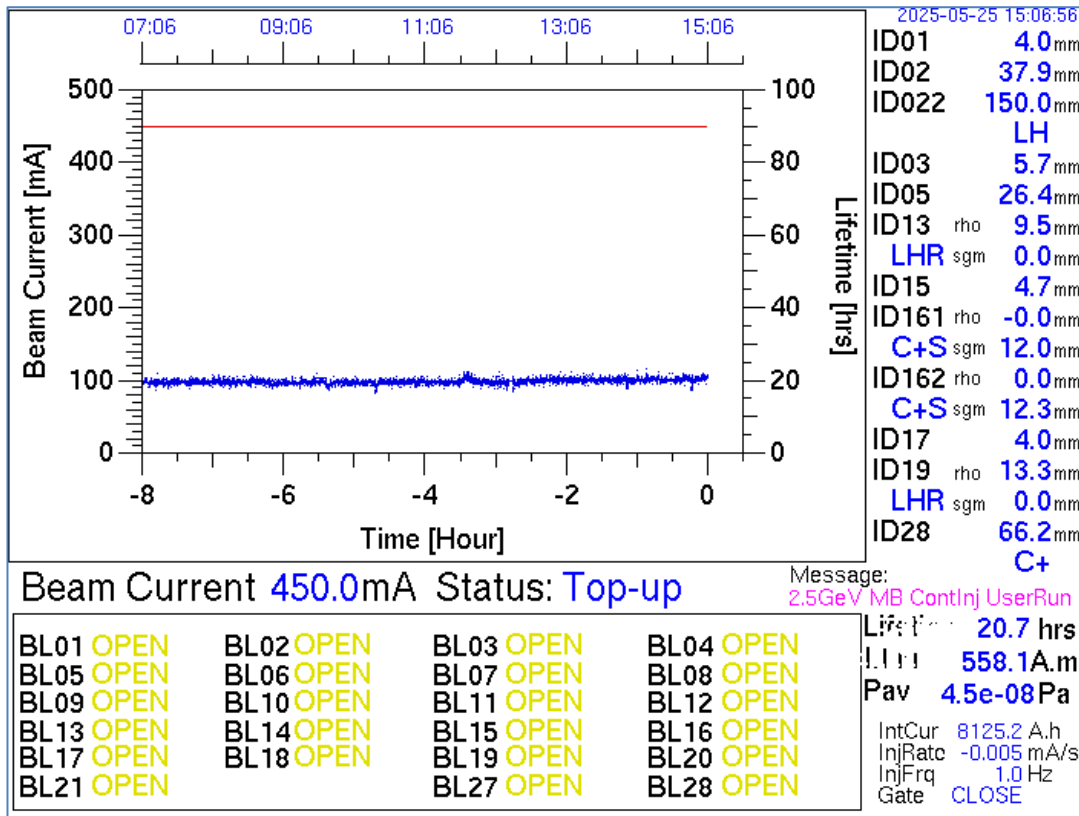 2025-05-25 15:06:56
07:06 09:06 11:06 13:06 15:06
500 100
400 80
300 60
200 40
100 20
0 0
-8 -6 -4 -2 0
Beam Current [mA]
Lifetime [hrs]
Time [Hour]
ID01 4.0mm
ID02 37.9mm
ID022 150.0mm
LH
ID03 5.7mm
ID05 26.4mm
ID13 rho 9.5mm
LHR sgm 0.0mm
ID15 4.7mm
ID161 rho -0.0mm
C+S sgm 12.0mm
ID162 rho 0.0mm
C+S sgm 12.3mm
ID17 4.0mm
ID19 rho 13.3mm
LHR sgm 0.0mm
ID28 66.2mm
C+
Beam Current 450.0mA Status: Top-up
Message:
2.5GeV MB ContInj UserRun
BL01 OPEN BL02 OPEN BL03 OPEN BL04 OPEN
BL05 OPEN BL06 OPEN BL07 OPEN BL08 OPEN
BL09 OPEN BL10 OPEN BL11 OPEN BL12 OPEN
BL13 OPEN BL14 OPEN BL15 OPEN BL16 OPEN
BL17 OPEN BL18 OPEN BL19 OPEN BL20 OPEN
BL21 OPEN BL27 OPEN BL28 OPEN
20.7 hrs
558.1A.m
Pav 4.5e-08Pa
IntCur 8125.2 A.h
InjRate -0.005 mA/s
InjFrq 1.0 Hz
Gate CLOSE